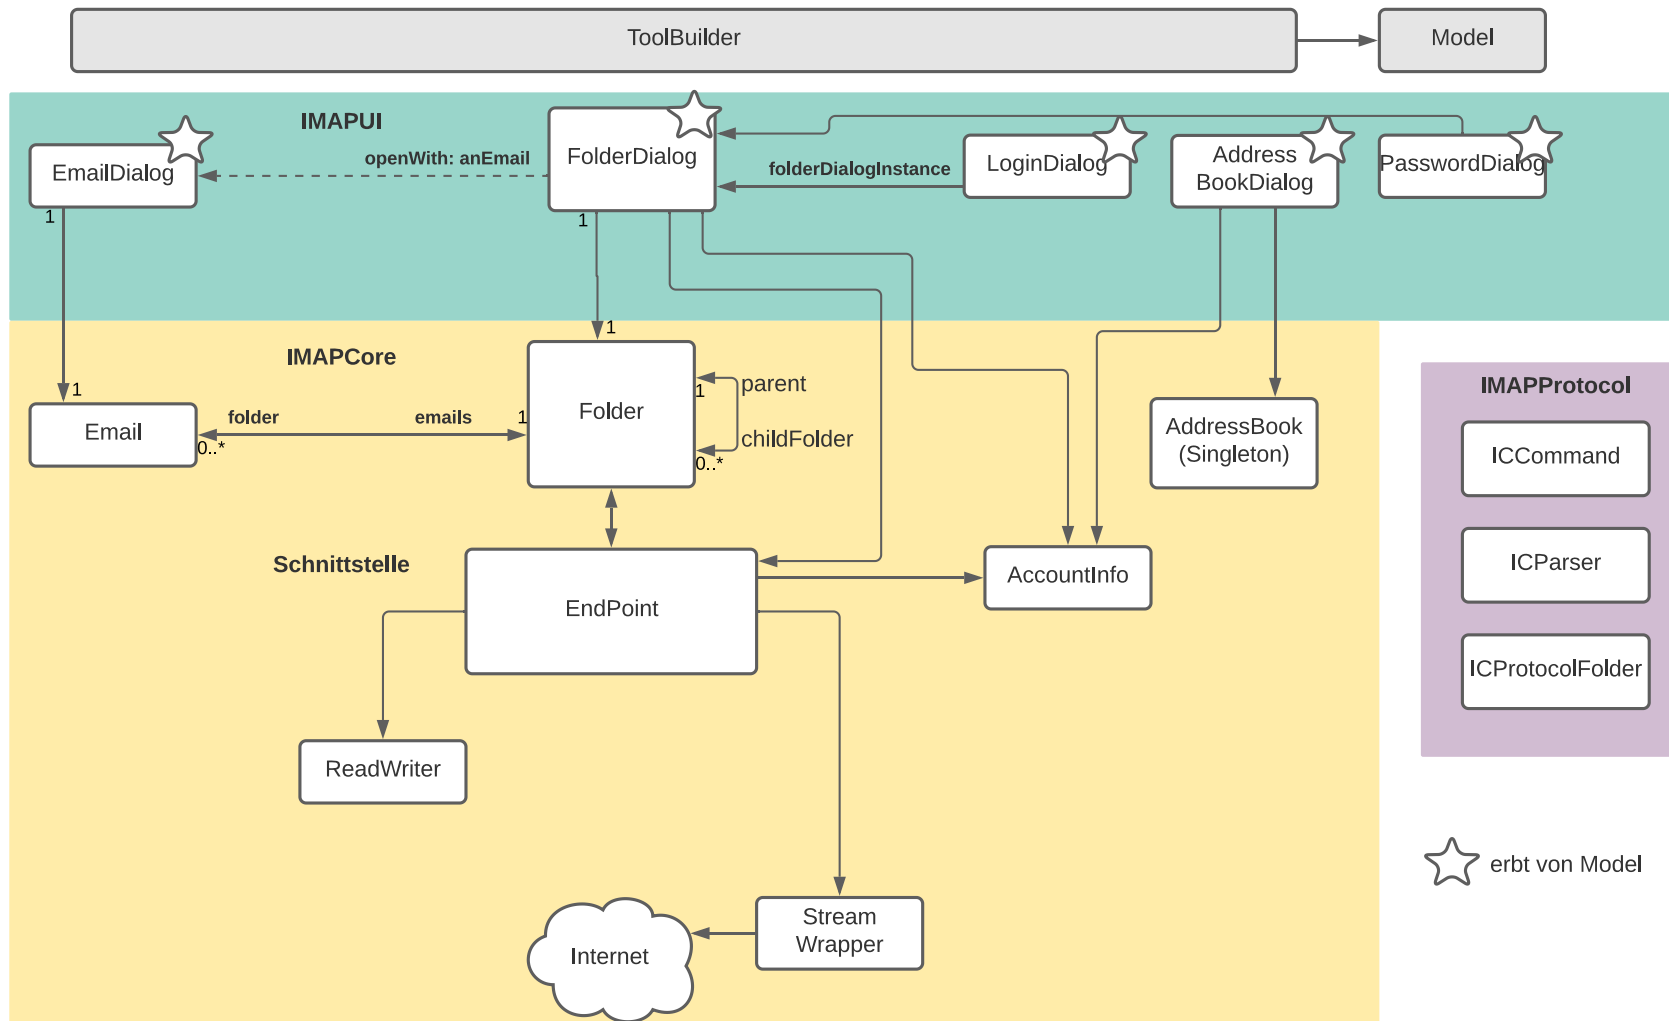 ToolBuilder
Model
IMAPUI
EmailDialog
openWith: anEmail
FolderDialog
folderDialogInstance
LoginDialog
Address
BookDialog
PasswordDialog
1
1
1
1
IMAPCore
Email
folder
emails
0..*
1
Folder
1
parent
childFolder
0..*
AddressBook
(Singleton)
IMAPProtocol
ICCommand
ICParser
ICProtocolFolder
Schnittstelle
EndPoint
AccountInfo
ReadWriter
Stream
Wrapper
Internet
erbt von Model